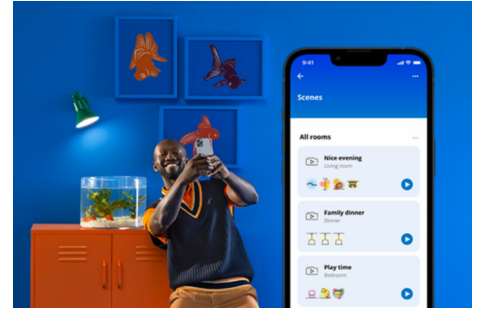 9:41
Scenes
All rooms
Nice evening
Living room
Family dinner
Dinner
Play time
Bedroom